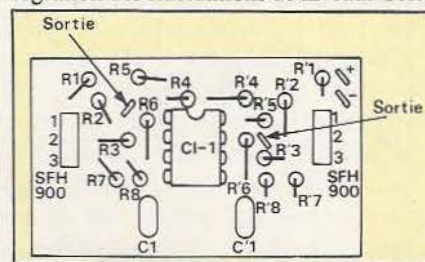 Sortie
R1
R5
R4
R'4
R'2
R'1
+
−
R2
R6
R'5
Sortie
1
2
3
R3
CI-1
R'3
1
2
3
SFH
900
R7
R8
R'6
R'8
R'7
SFH
900
C1
C'1